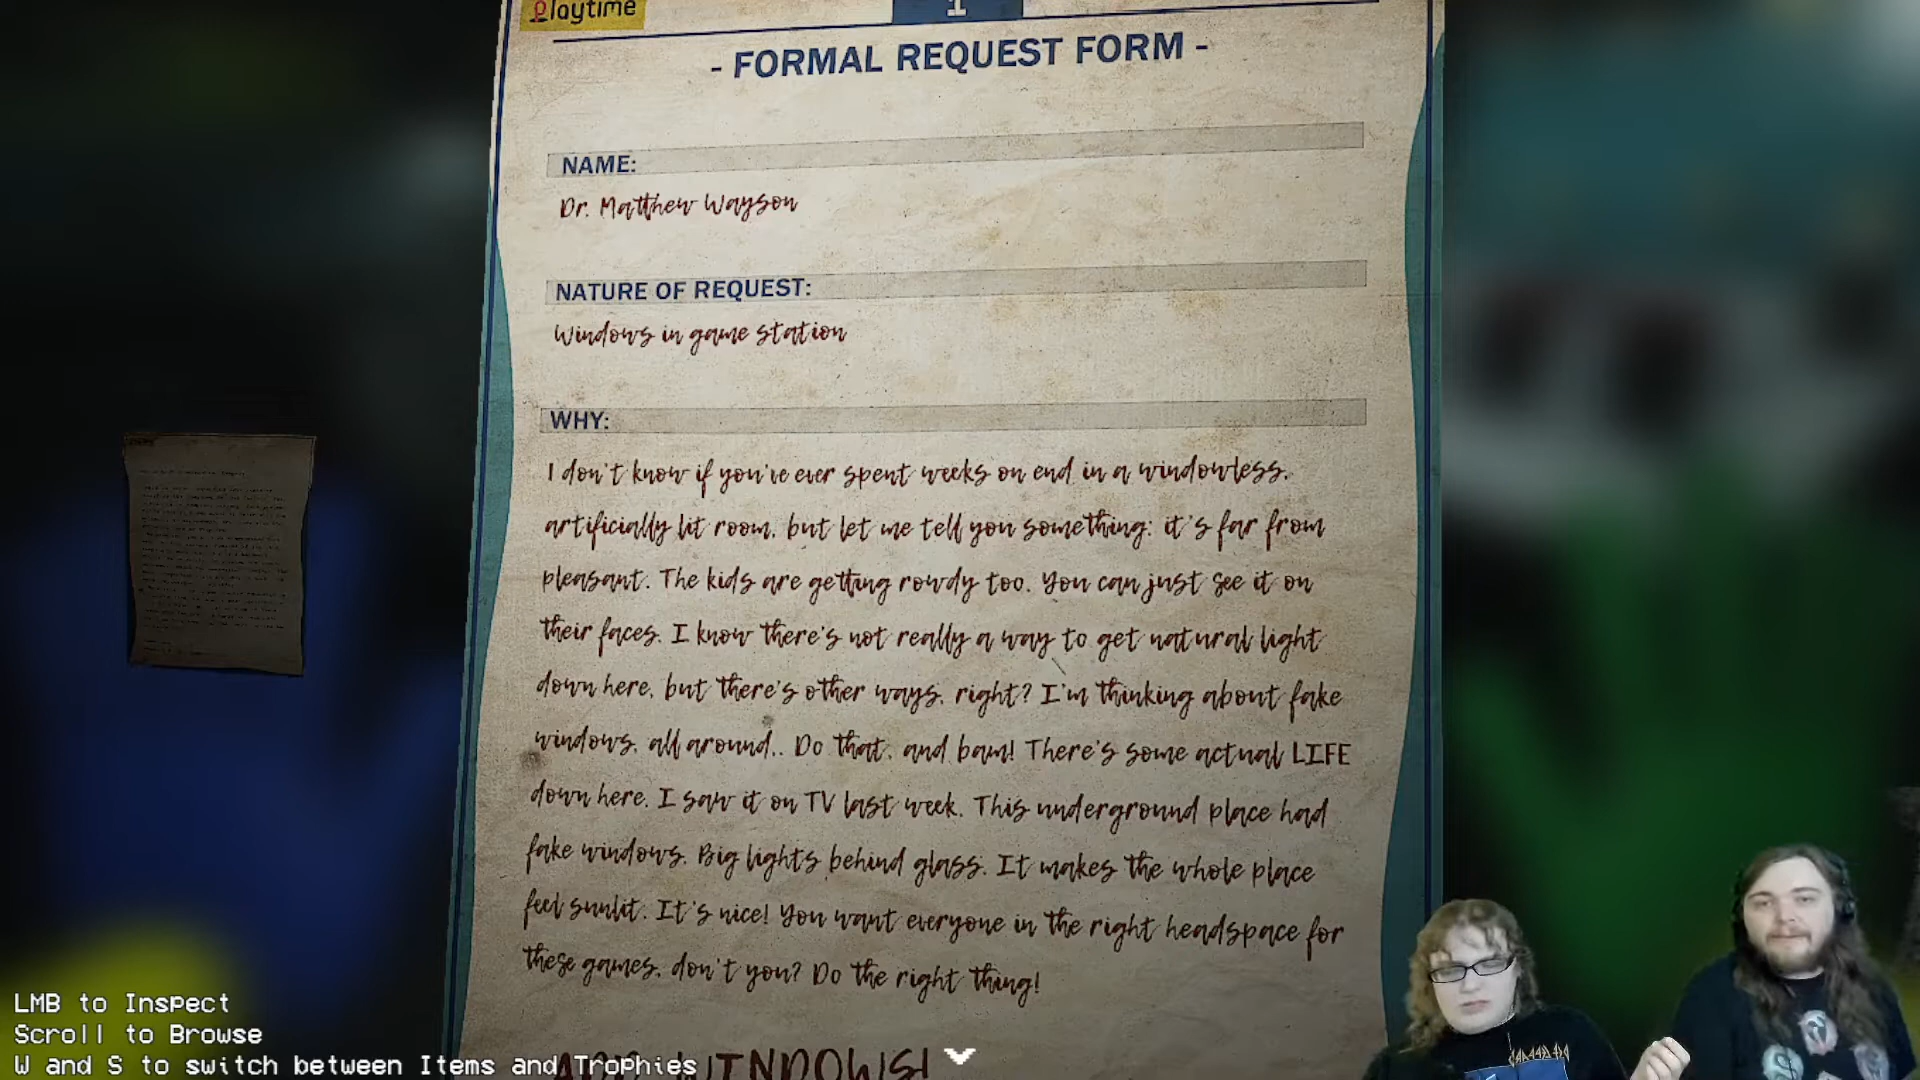 Playtime
1
- FORMAL REQUEST FORM -
NAME:
Dr. Matthew Wayson
NATURE OF REQUEST:
Windows in game station
WHY:
I don't know if you've ever spent weeks on end in a windowless,
artificially lit room, but let me tell you something: it's far from
pleasant. The kids are getting rowdy too. You can just see it on
their faces. I know there's not really a way to get natural light
down here, but there's other ways, right? I'm thinking about fake
windows, all around.. Do that, and bam! There's some actual LIFE
down here. I saw it on TV last week. This underground place had
fake windows. Big lights behind glass. It makes the whole place
feel sunlit. It's nice! You want everyone in the right headspace for
these games, don't you? Do the right thing!
ADD WINDOWS!
LMB to Inspect
Scroll to Browse
W and S to switch between Items and Trophies